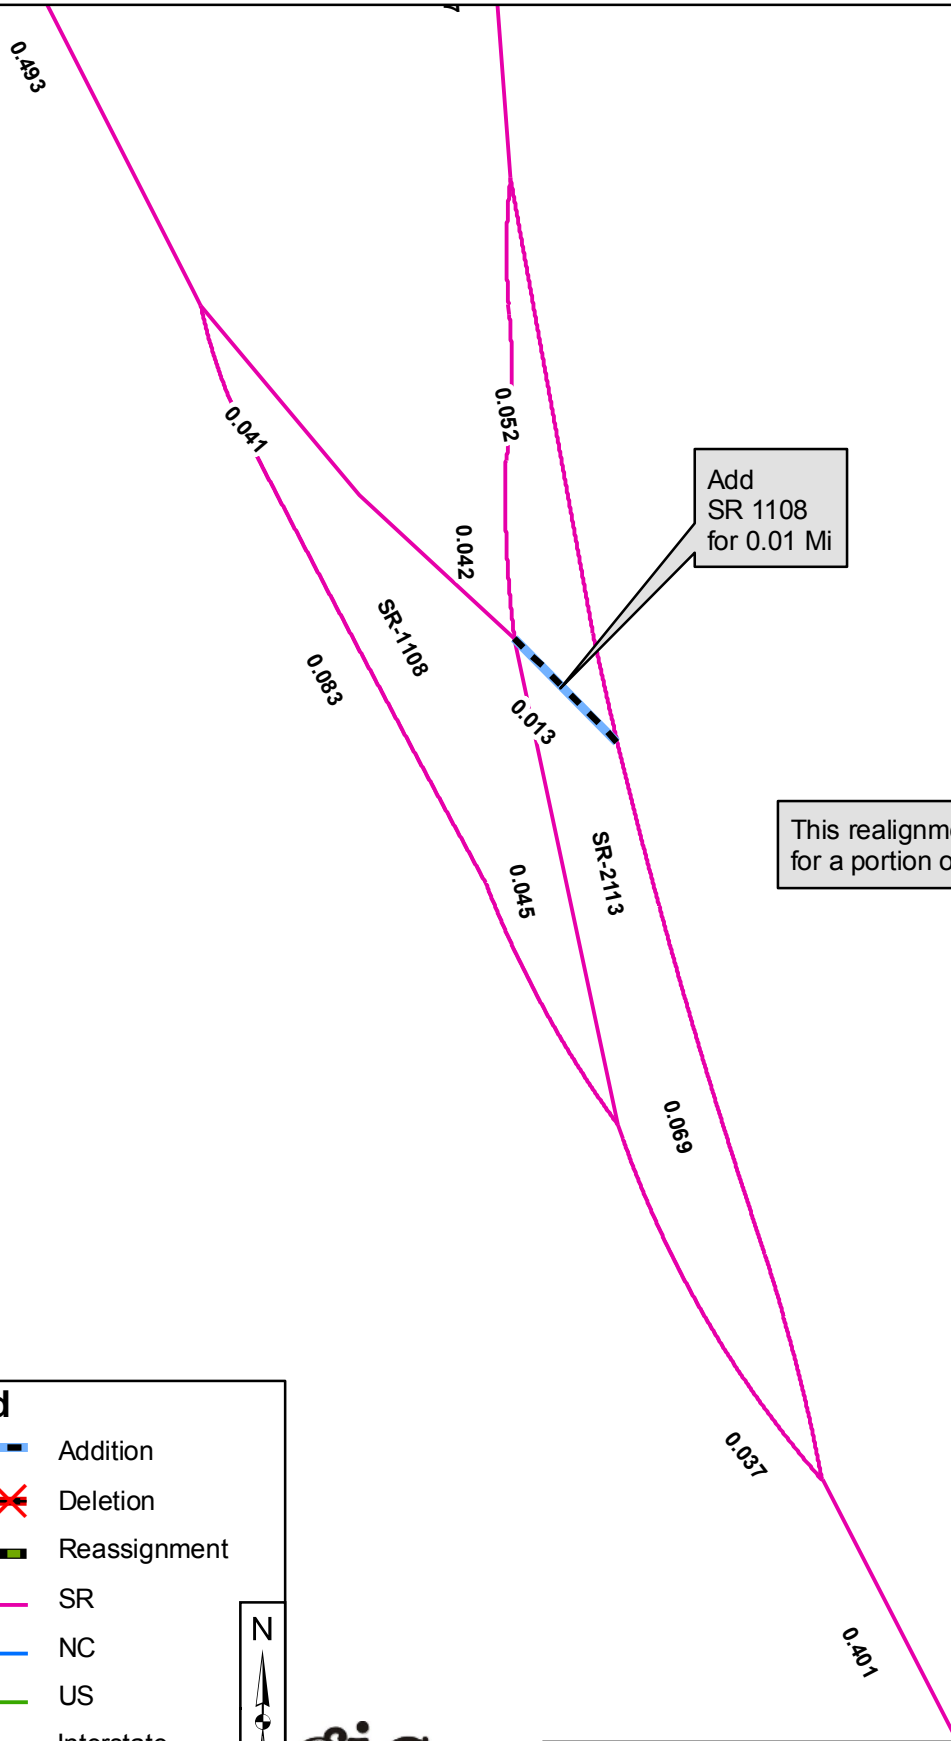 0.493
0.041
0.052
Add
SR 1108
for 0.01 Mi
0.042
SR-1108
0.083
0.013
This realignm
for a portion o
SR-2113
0.045
0.069
0.037
0.401
d
Addition
Deletion
Reassignment
SR
NC
US
Interstate
N